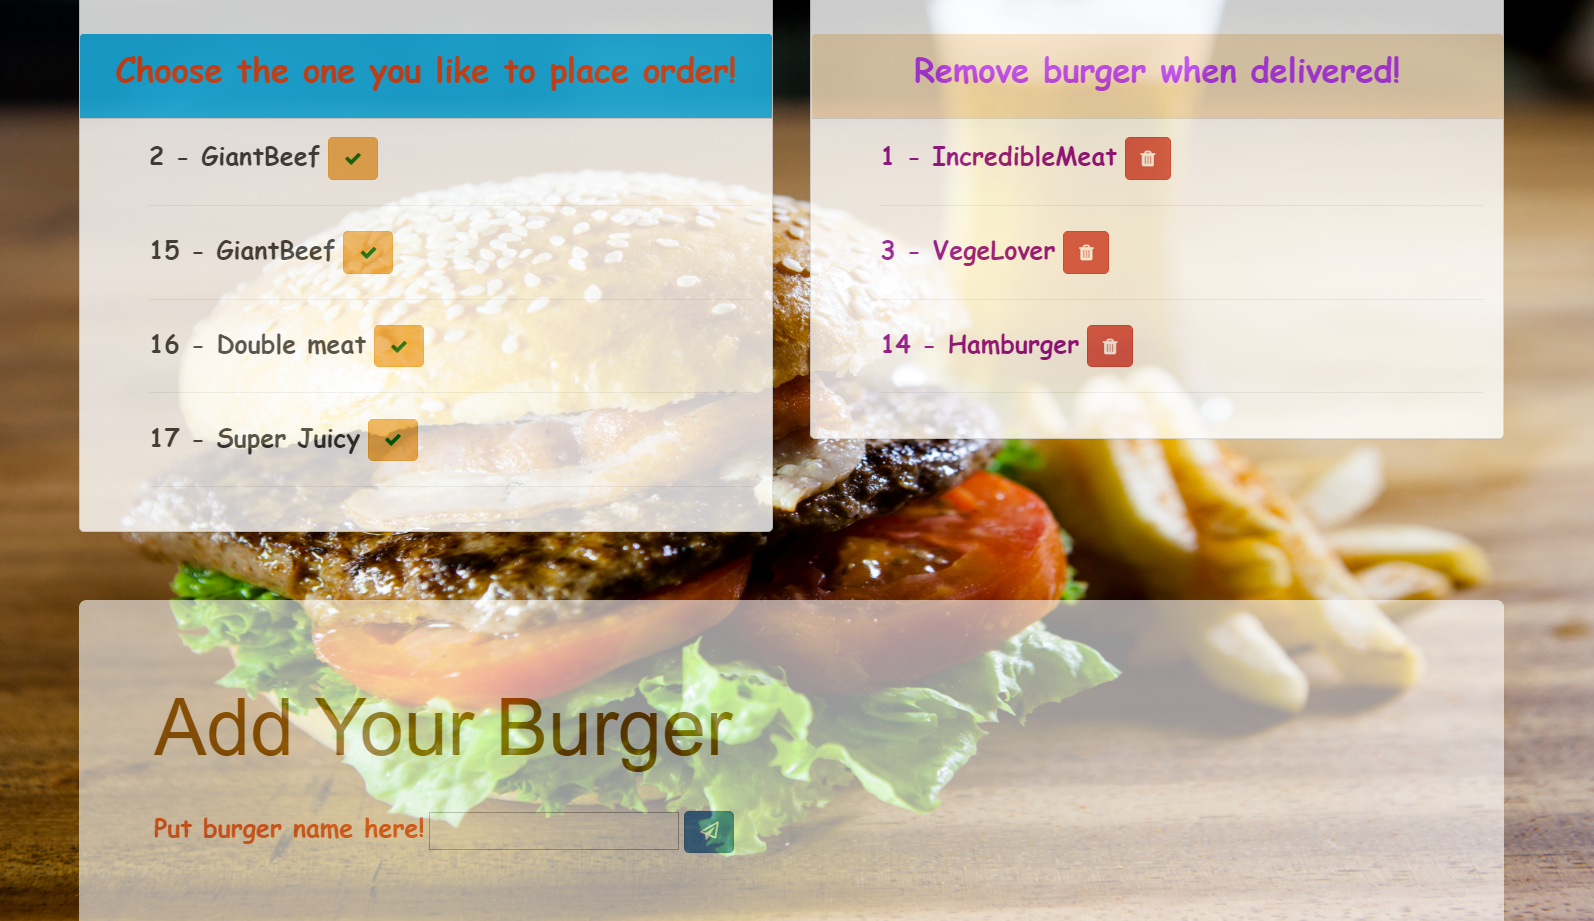 Choose the one you like to place order!
2 - GiantBeef
15 - GiantBeef
16 - Double meat
17 - Super Juicy
Remove burger when delivered!
1 - IncredibleMeat
3 - VegeLover
14 - Hamburger
Add Your Burger
Put burger name here!